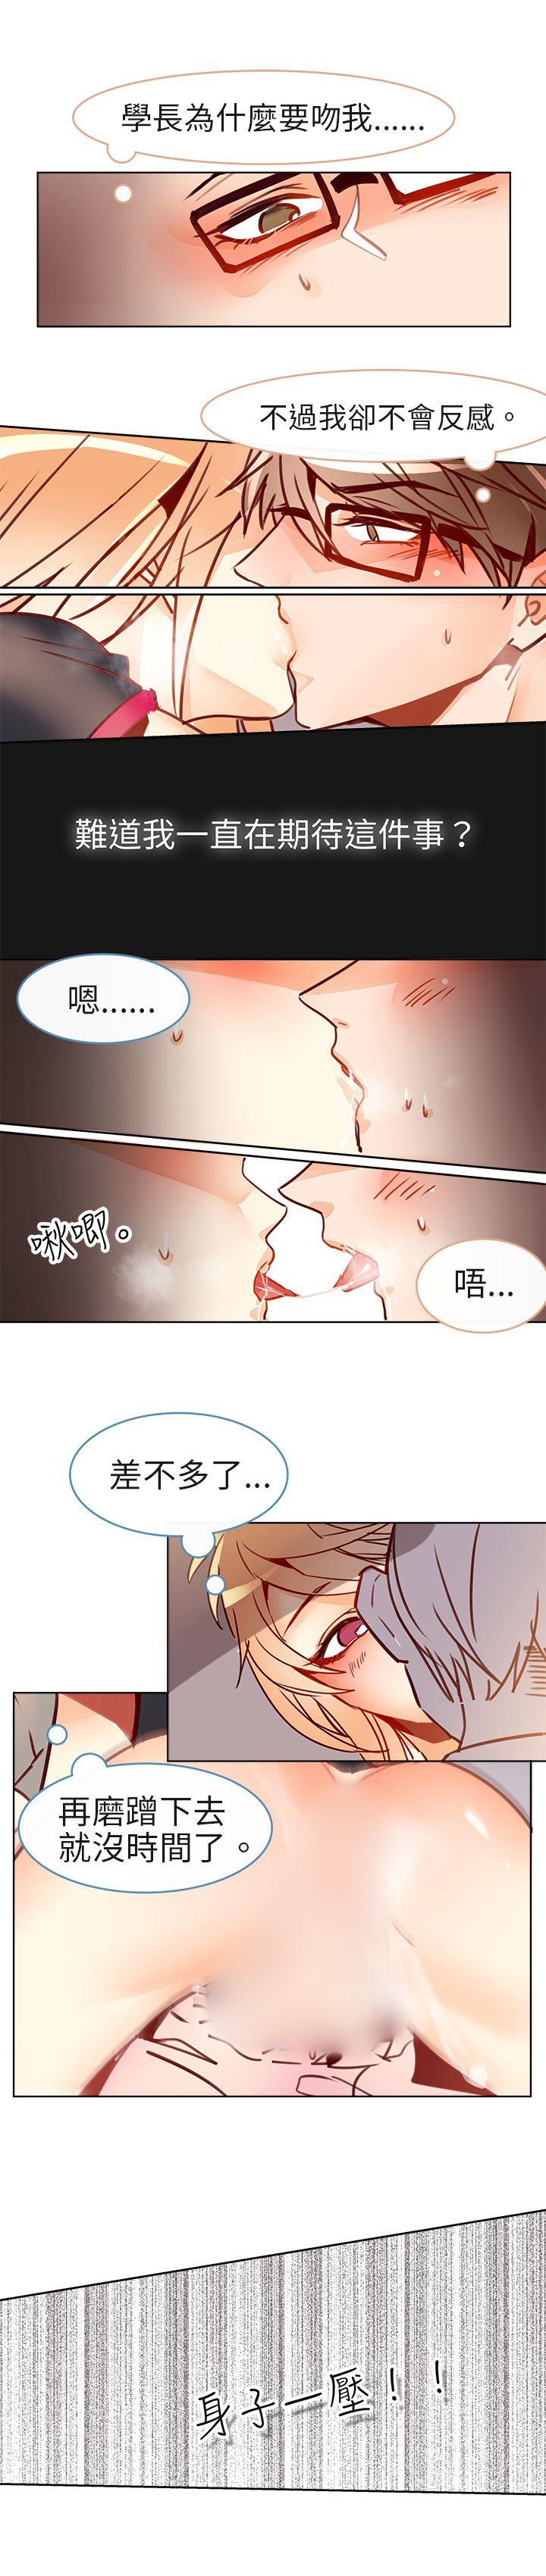 學長為什麼要吻我……
不過我卻不會反感。
難道我一直在期待這件事？
嗯……
啾唧。
唔…
差不多了…
再磨蹭下去
就沒時間了。
身子一壓！！